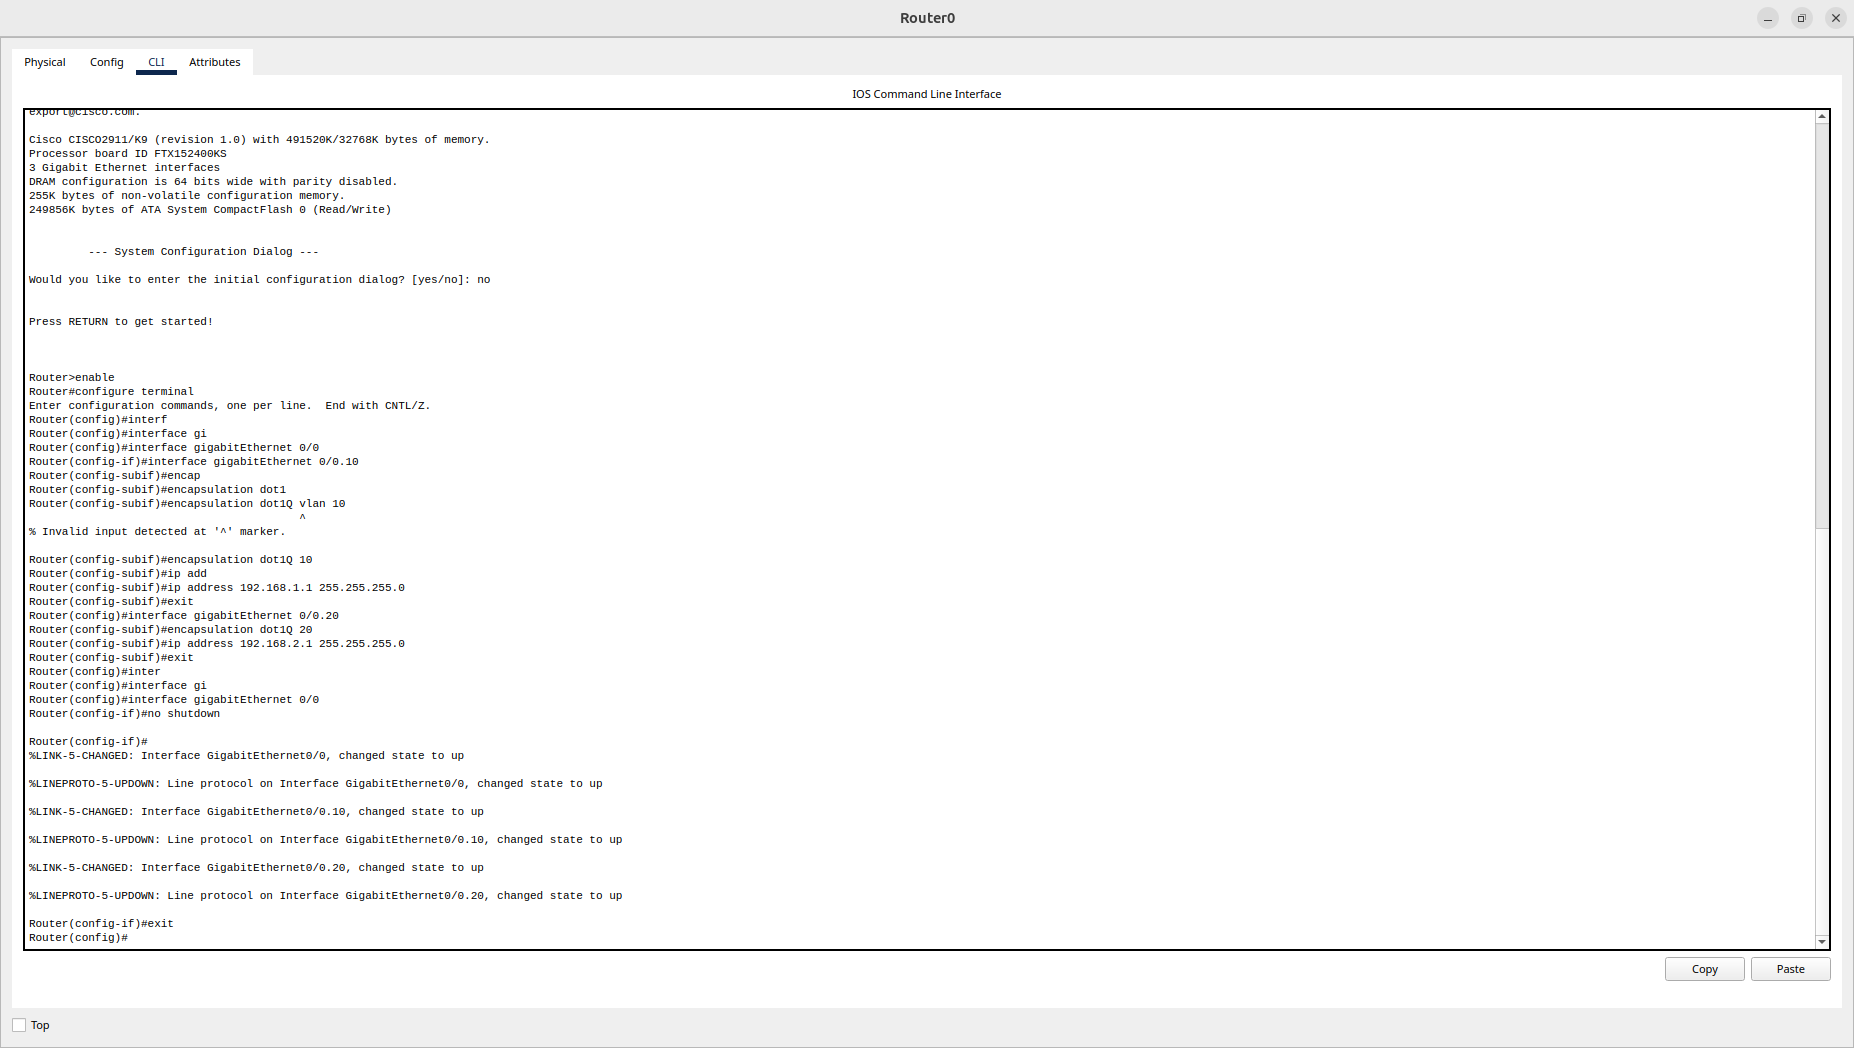 Router0
Physical Config CLI Attributes
IOS Command Line Interface
export@cisco.com.
Cisco CISCO2911/K9 (revision 1.0) with 491520K/32768K bytes of memory.
Processor board ID FTX152400KS
3 Gigabit Ethernet interfaces
DRAM configuration is 64 bits wide with parity disabled.
255K bytes of non-volatile configuration memory.
249856K bytes of ATA System CompactFlash 0 (Read/Write)
--- System Configuration Dialog ---
Would you like to enter the initial configuration dialog? [yes/no]: no
Press RETURN to get started!
Router>enable
Router#configure terminal
Enter configuration commands, one per line.  End with CNTL/Z.
Router(config)#interf
Router(config)#interface gi
Router(config)#interface gigabitEthernet 0/0
Router(config-if)#interface gigabitEthernet 0/0.10
Router(config-subif)#encap
Router(config-subif)#encapsulation dot1
Router(config-subif)#encapsulation dot1Q vlan 10
^
% Invalid input detected at '^' marker.
Router(config-subif)#encapsulation dot1Q 10
Router(config-subif)#ip add
Router(config-subif)#ip address 192.168.1.1 255.255.255.0
Router(config-subif)#exit
Router(config)#interface gigabitEthernet 0/0.20
Router(config-subif)#encapsulation dot1Q 20
Router(config-subif)#ip address 192.168.2.1 255.255.255.0
Router(config-subif)#exit
Router(config)#inter
Router(config)#interface gi
Router(config)#interface gigabitEthernet 0/0
Router(config-if)#no shutdown
Router(config-if)#
%LINK-5-CHANGED: Interface GigabitEthernet0/0, changed state to up
%LINEPROTO-5-UPDOWN: Line protocol on Interface GigabitEthernet0/0, changed state to up
%LINK-5-CHANGED: Interface GigabitEthernet0/0.10, changed state to up
%LINEPROTO-5-UPDOWN: Line protocol on Interface GigabitEthernet0/0.10, changed state to up
%LINK-5-CHANGED: Interface GigabitEthernet0/0.20, changed state to up
%LINEPROTO-5-UPDOWN: Line protocol on Interface GigabitEthernet0/0.20, changed state to up
Router(config-if)#exit
Router(config)#
Copy Paste
Top